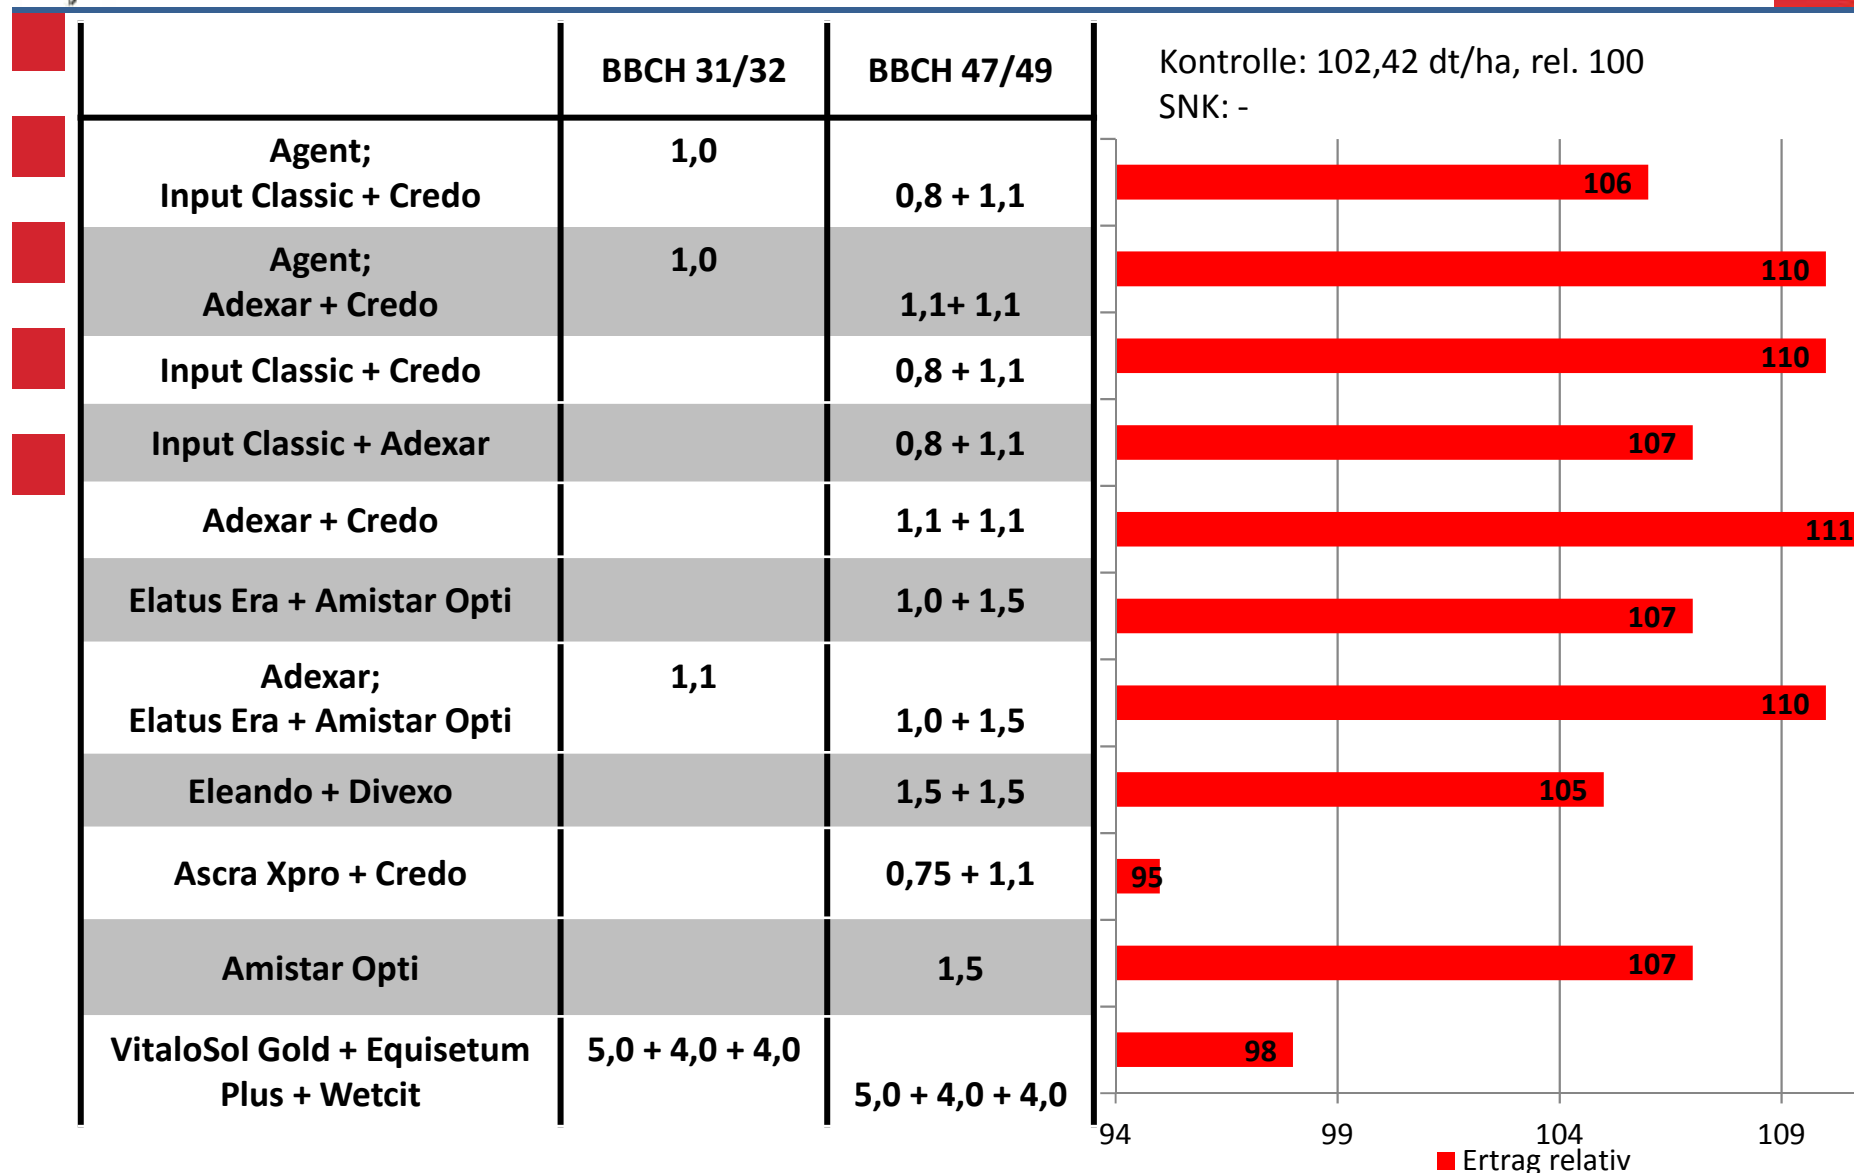 BBCH 31/32 BBCH 47/49
Kontrolle: 102,42 dt/ha, rel. 100
SNK: -
Agent; 1,0
Input Classic + Credo 0,8 + 1,1
106
Agent; 1,0
Adexar + Credo 1,1+ 1,1
110
Input Classic + Credo 0,8 + 1,1
110
Input Classic + Adexar 0,8 + 1,1
107
Adexar + Credo 1,1 + 1,1
111
Elatus Era + Amistar Opti 1,0 + 1,5
107
Adexar; 1,1
Elatus Era + Amistar Opti 1,0 + 1,5
110
Eleando + Divexo 1,5 + 1,5
105
Ascra Xpro + Credo 0,75 + 1,1
95
Amistar Opti 1,5
107
VitaloSol Gold + Equisetum 5,0 + 4,0 + 4,0
Plus + Wetcit 5,0 + 4,0 + 4,0
98
94 99 104 109
Ertrag relativ